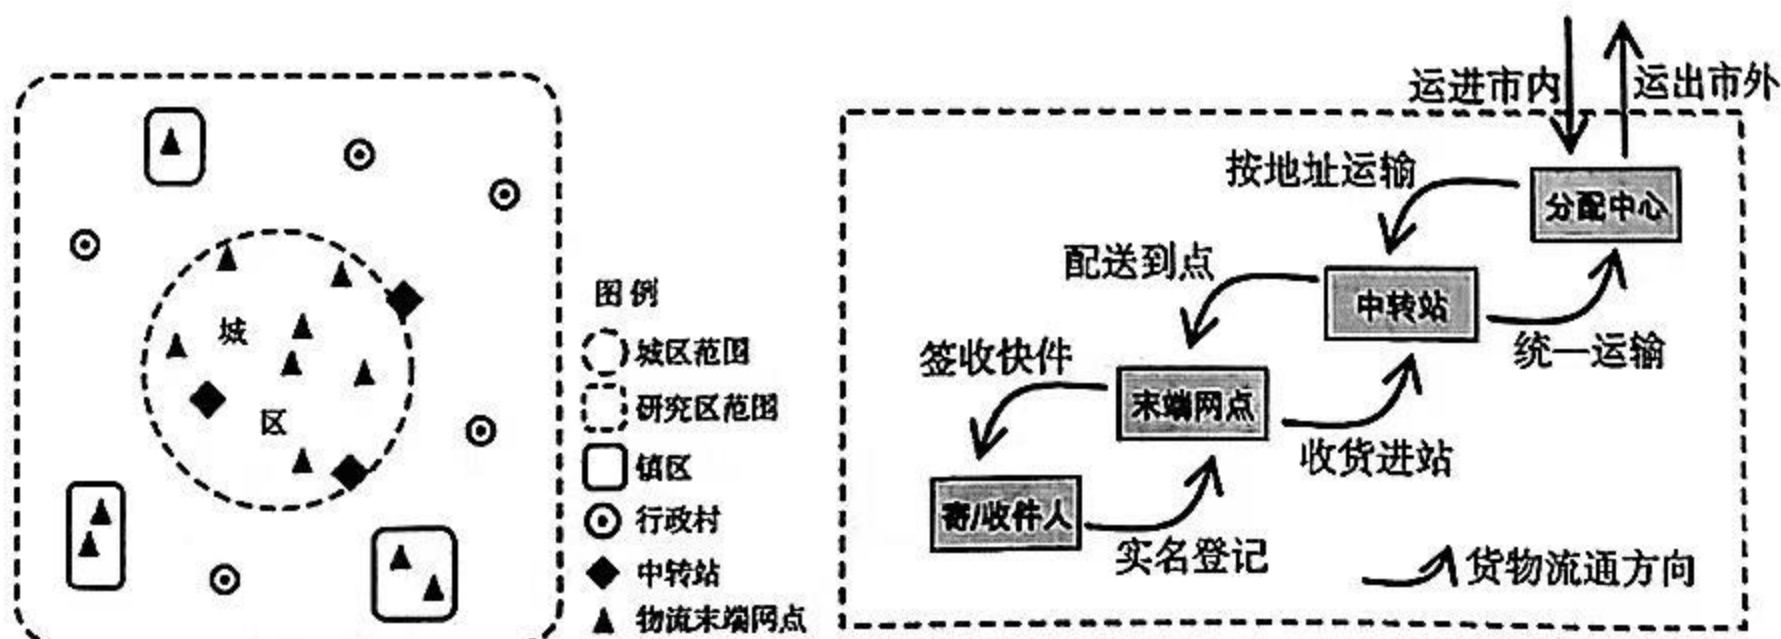 城
区
图例
城区范围
研究区范围
镇区
行政村
中转站
物流末端网点
运进市内
运出市外
按地址运输
分配中心
配送到点
中转站
统一运输
签收快件
末端网点
收货进站
寄/收件人
实名登记
货物流通方向